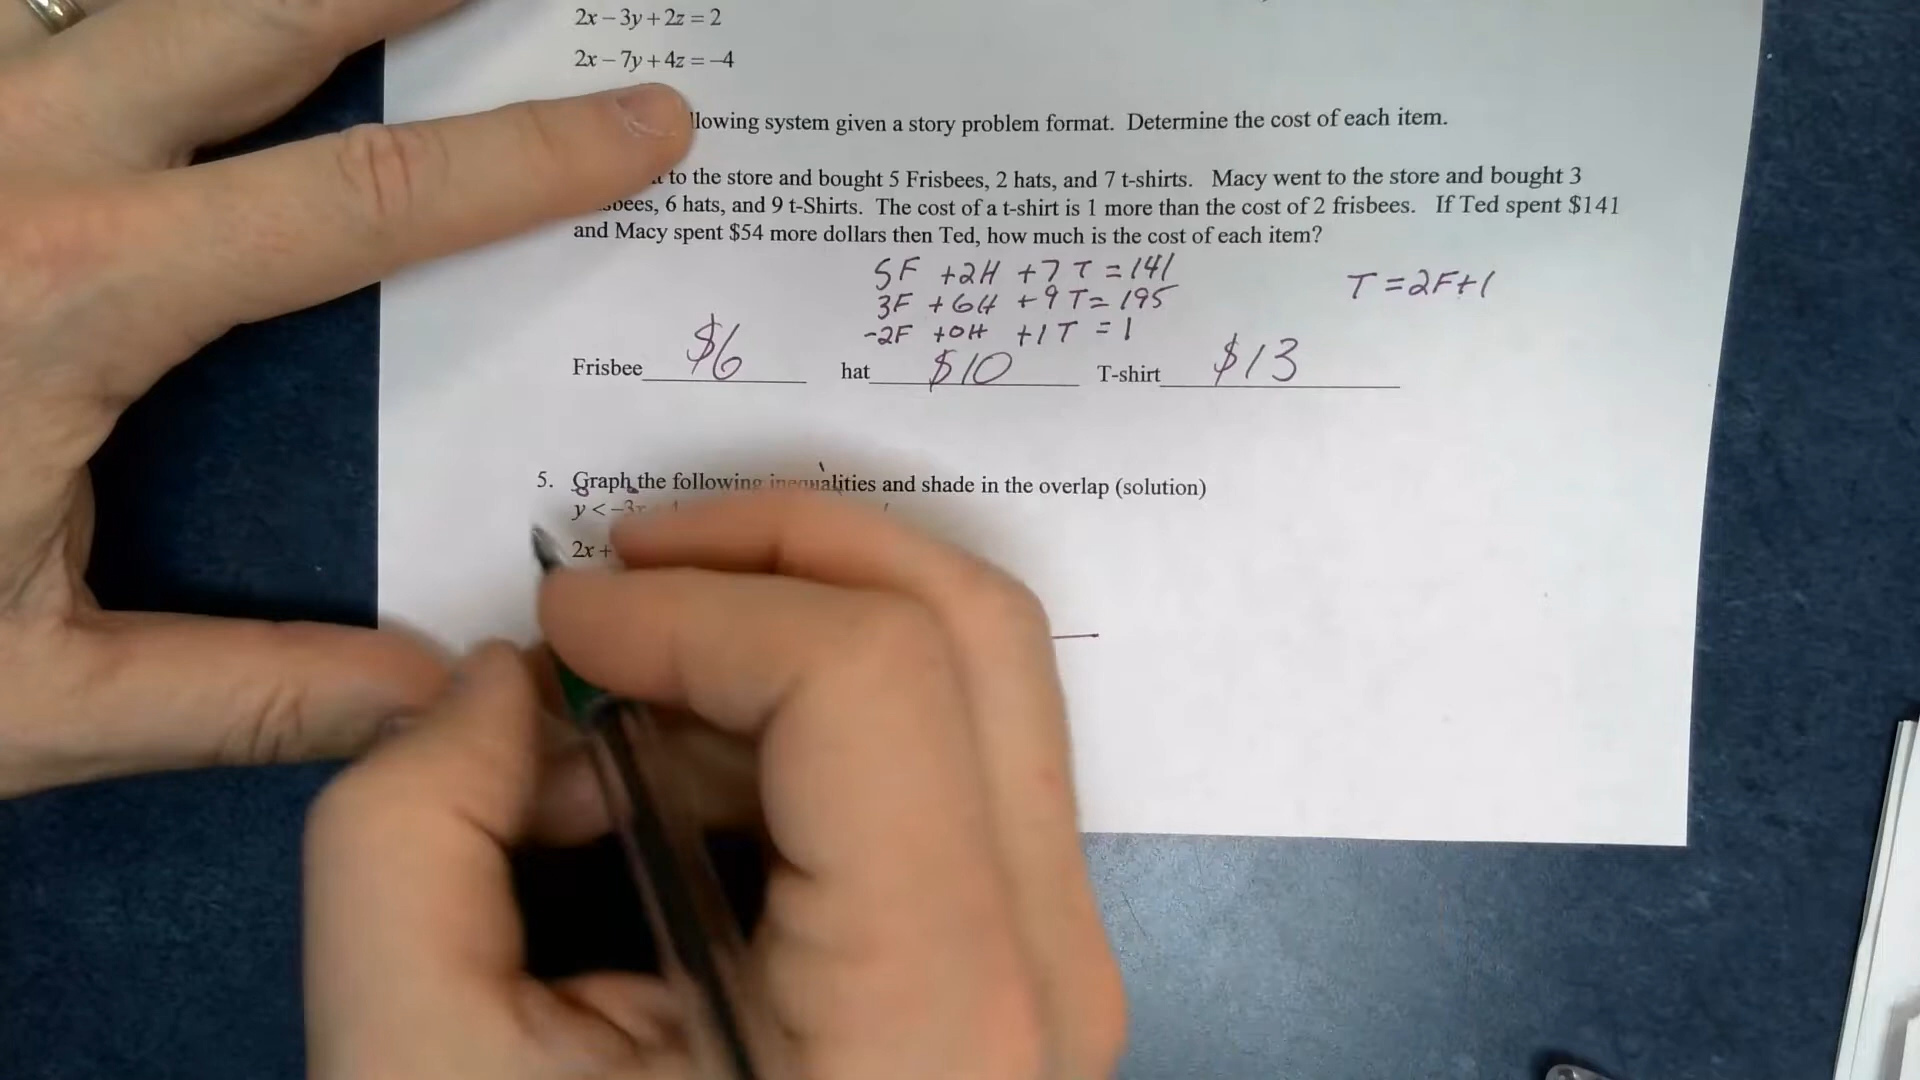 2x – 3y + 2z = 2
2x – 7y + 4z = –4
lowing system given a story problem format. Determine the cost of each item.
to the store and bought 5 Frisbees, 2 hats, and 7 t-shirts. Macy went to the store and bought 3
bees, 6 hats, and 9 t-Shirts. The cost of a t-shirt is 1 more than the cost of 2 frisbees. If Ted spent $141
and Macy spent $54 more dollars then Ted, how much is the cost of each item?
5F +2H +7T = 141
T = 2F+1
3F +6H +9T = 195
-2F +0H +1T = 1
Frisbee $6 hat $10 T-shirt $13
5. Graph the following inequalities and shade in the overlap (solution)
y < –3x
2x +